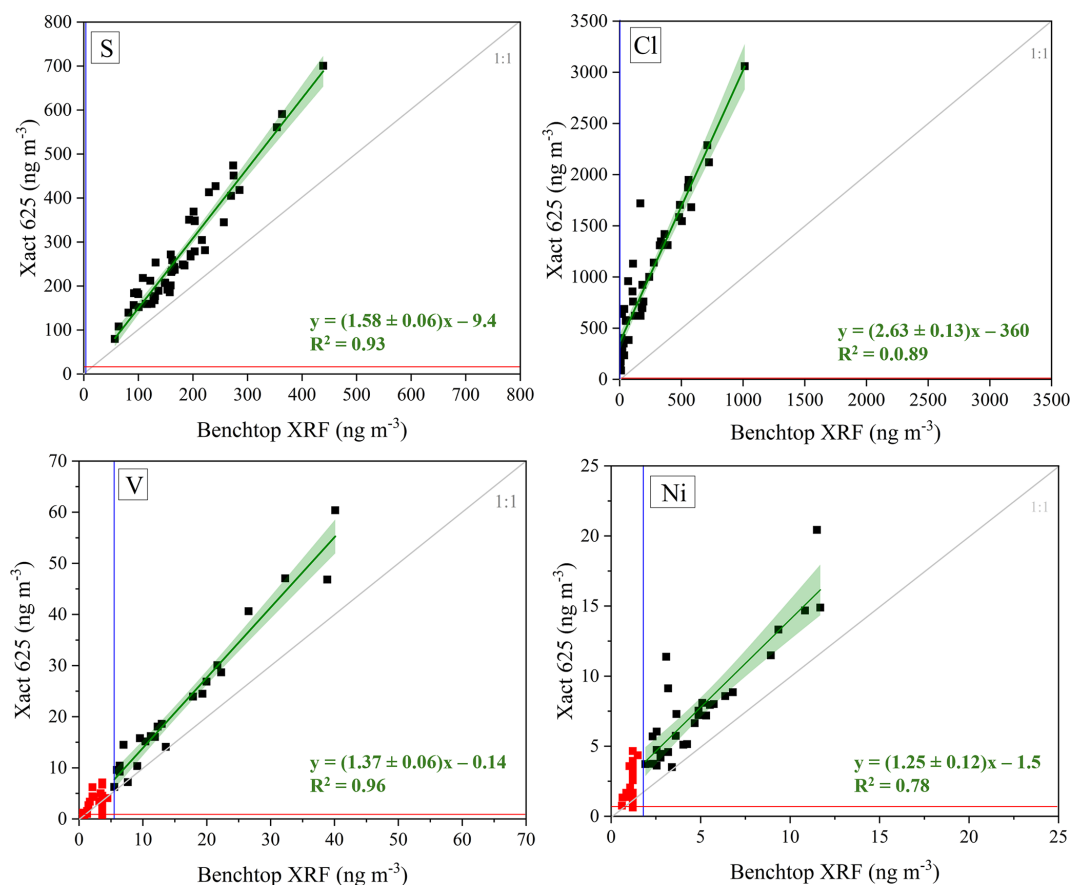 S
1:1
Xact 625 (ng m⁻³)
800
700
600
500
400
300
200
100
0
y = (1.58 ± 0.06)x – 9.4
R² = 0.93
0 100 200 300 400 500 600 700 800
Benchtop XRF (ng m⁻³)
Cl
1:1
Xact 625 (ng m⁻³)
3500
3000
2500
2000
1500
1000
500
0
y = (2.63 ± 0.13)x – 360
R² = 0.0.89
0 500 1000 1500 2000 2500 3000 3500
Benchtop XRF (ng m⁻³)
V
1:1
Xact 625 (ng m⁻³)
70
60
50
40
30
20
10
0
y = (1.37 ± 0.06)x – 0.14
R² = 0.96
0 10 20 30 40 50 60 70
Benchtop XRF (ng m⁻³)
Ni
1:1
Xact 625 (ng m⁻³)
25
20
15
10
5
0
y = (1.25 ± 0.12)x – 1.5
R² = 0.78
0 5 10 15 20 25
Benchtop XRF (ng m⁻³)